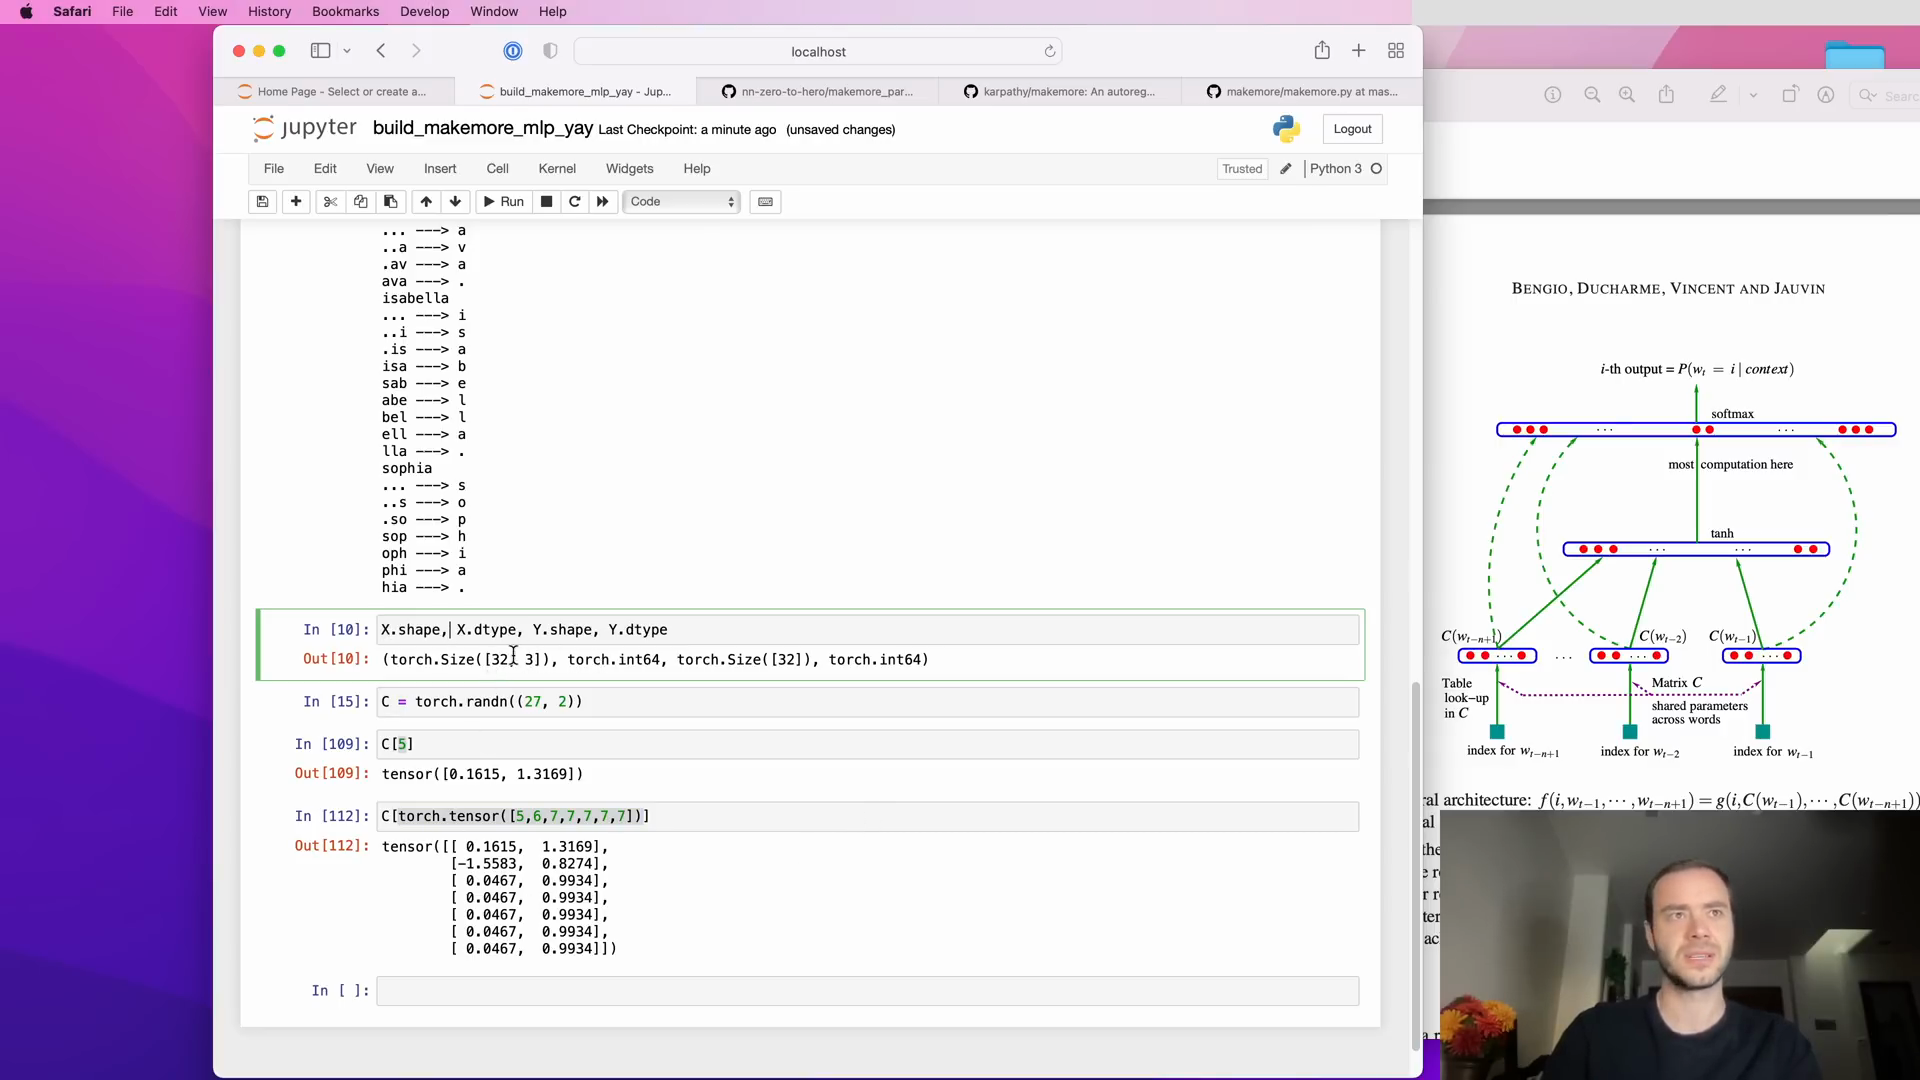 Safari File Edit View History Bookmarks Develop Window Help
localhost
Home Page - Select or create a...
build_makemore_mlp_yay - Jup...
nn-zero-to-hero/makemore_par...
karpathy/makemore: An autoreg...
makemore/makemore.py at mas...
Searc
jupyter build_makemore_mlp_yay Last Checkpoint: a minute ago (unsaved changes)
Logout
File Edit View Insert Cell Kernel Widgets Help
Trusted
Python 3
Run
Code
... ---> a
..a ---> v
.av ---> a
ava ---> .
isabella
... ---> i
..i ---> s
.is ---> a
isa ---> b
sab ---> e
abe ---> l
bel ---> l
ell ---> a
lla ---> .
sophia
... ---> s
..s ---> o
.so ---> p
sop ---> h
oph ---> i
phi ---> a
hia ---> .
In [10]: X.shape, X.dtype, Y.shape, Y.dtype
Out[10]: (torch.Size([32, 3]), torch.int64, torch.Size([32]), torch.int64)
In [15]: C = torch.randn((27, 2))
In [109]: C[5]
Out[109]: tensor([0.1615, 1.3169])
In [112]: C[torch.tensor([5,6,7,7,7,7,7])]
Out[112]: tensor([[ 0.1615, 1.3169],
[-1.5583, 0.8274],
[ 0.0467, 0.9934],
[ 0.0467, 0.9934],
[ 0.0467, 0.9934],
[ 0.0467, 0.9934],
[ 0.0467, 0.9934]])
In [ ]:
BENGIO, DUCHARME, VINCENT AND JAUVIN
i-th output = P(w_t = i | context)
softmax
... ...
most computation here
tanh
... ...
C(w_{t-n+1}) C(w_{t-2}) C(w_{t-1})
... ... ... ...
Table look-up in C
Matrix C
shared parameters across words
index for w_{t-n+1} index for w_{t-2} index for w_{t-1}
ral architecture: f(i,w_{t-1},···,w_{t-n+1}) = g(i,C(w_{t-1}),···,C(w_{t-n+1}))
al
the